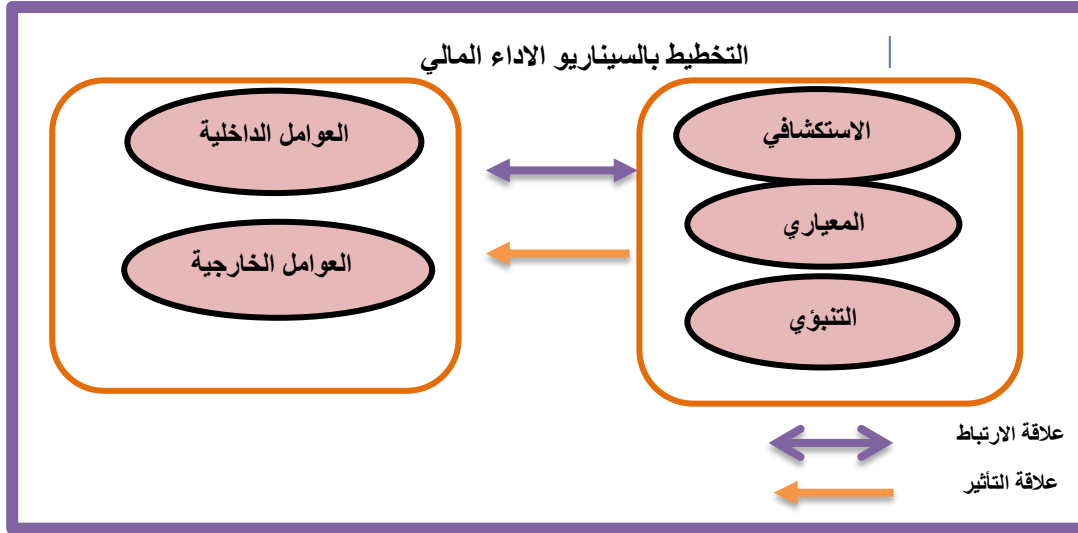 التخطيط بالسيناريو الاداء المالي
الاستكشافي
المعياري
التنبؤي
العوامل الداخلية
العوامل الخارجية
علاقة الارتباط
علاقة التأثير